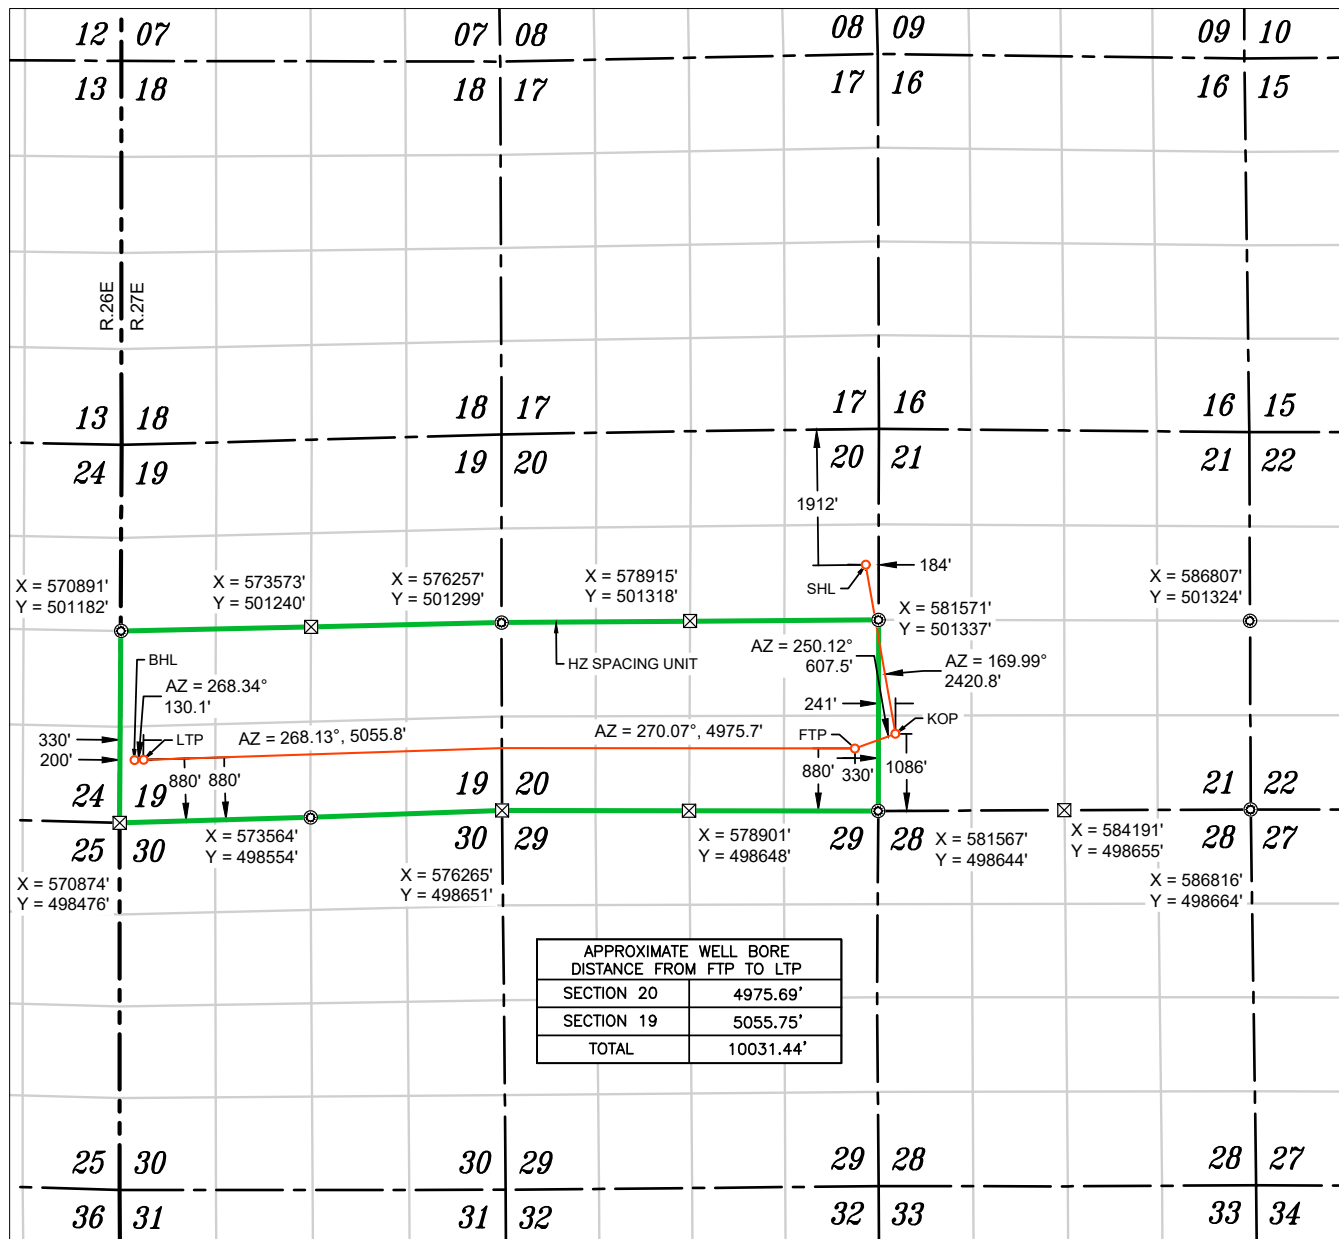 12 07
07 08
08 09
09 10
13 18
18 17
17 16
16 15
R.26E
R.27E
13 18
18 17
17 16
16 15
24 19
19 20
20 21
21 22
1912'
184'
SHL
X = 570891'
Y = 501182'
X = 573573'
Y = 501240'
X = 576257'
Y = 501299'
X = 578915'
Y = 501318'
X = 581571'
Y = 501337'
X = 586807'
Y = 501324'
HZ SPACING UNIT
AZ = 250.12°
607.5'
AZ = 169.99°
2420.8'
BHL
AZ = 268.34°
130.1'
241'
KOP
330'
200'
LTP
AZ = 268.13°, 5055.8'
AZ = 270.07°, 4975.7'
FTP
880'
880'
880'
330'
1086'
24 19
19 20
21 22
25 30
30 29
29 28
28 27
X = 573564'
Y = 498554'
X = 578901'
Y = 498648'
X = 581567'
Y = 498644'
X = 584191'
Y = 498655'
X = 570874'
Y = 498476'
X = 576265'
Y = 498651'
X = 586816'
Y = 498664'
APPROXIMATE WELL BORE
DISTANCE FROM FTP TO LTP
SECTION 20 4975.69'
SECTION 19 5055.75'
TOTAL 10031.44'
25 30
30 29
29 28
28 27
36 31
31 32
32 33
33 34